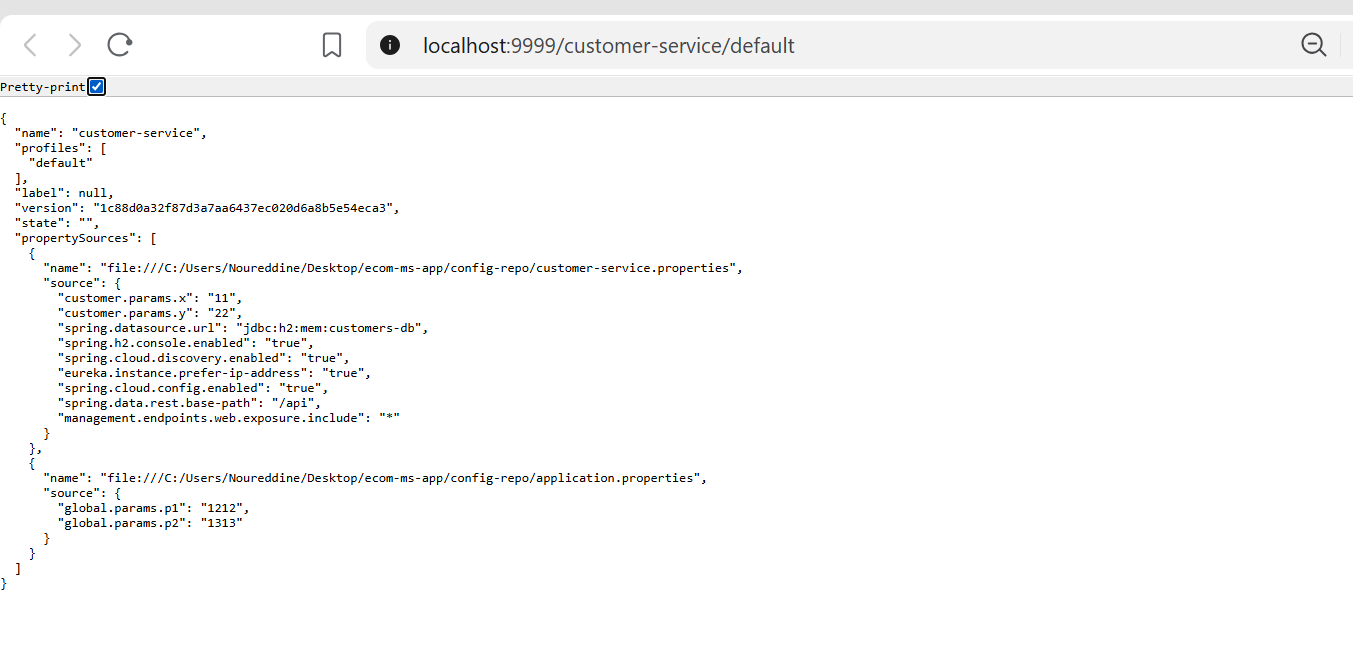 localhost:9999/customer-service/default
Pretty-print
{
  "name": "customer-service",
  "profiles": [
    "default"
  ],
  "label": null,
  "version": "1c88d0a32f87d3a7aa6437ec020d6a8b5e54eca3",
  "state": "",
  "propertySources": [
    {
      "name": "file:///C:/Users/Noureddine/Desktop/ecom-ms-app/config-repo/customer-service.properties",
      "source": {
        "customer.params.x": "11",
        "customer.params.y": "22",
        "spring.datasource.url": "jdbc:h2:mem:customers-db",
        "spring.h2.console.enabled": "true",
        "spring.cloud.discovery.enabled": "true",
        "eureka.instance.prefer-ip-address": "true",
        "spring.cloud.config.enabled": "true",
        "spring.data.rest.base-path": "/api",
        "management.endpoints.web.exposure.include": "*"
      }
    },
    {
      "name": "file:///C:/Users/Noureddine/Desktop/ecom-ms-app/config-repo/application.properties",
      "source": {
        "global.params.p1": "1212",
        "global.params.p2": "1313"
      }
    }
  ]
}